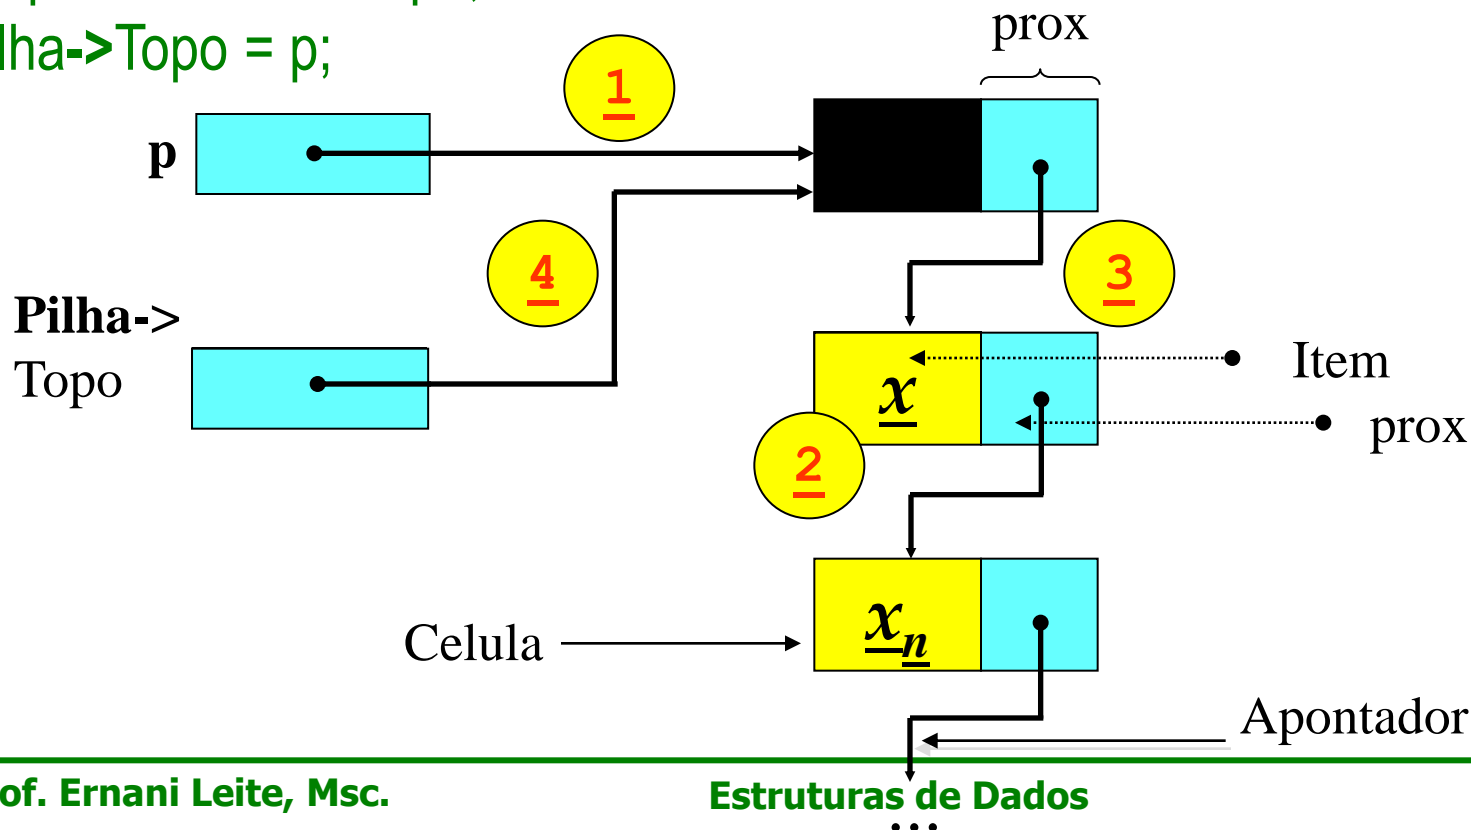 lha->Topo = p;
prox
1
p
4
3
Pilha->
Topo
Item
x
prox
2
x n
Celula
Apontador
of. Ernani Leite, Msc.
Estruturas de Dados
...